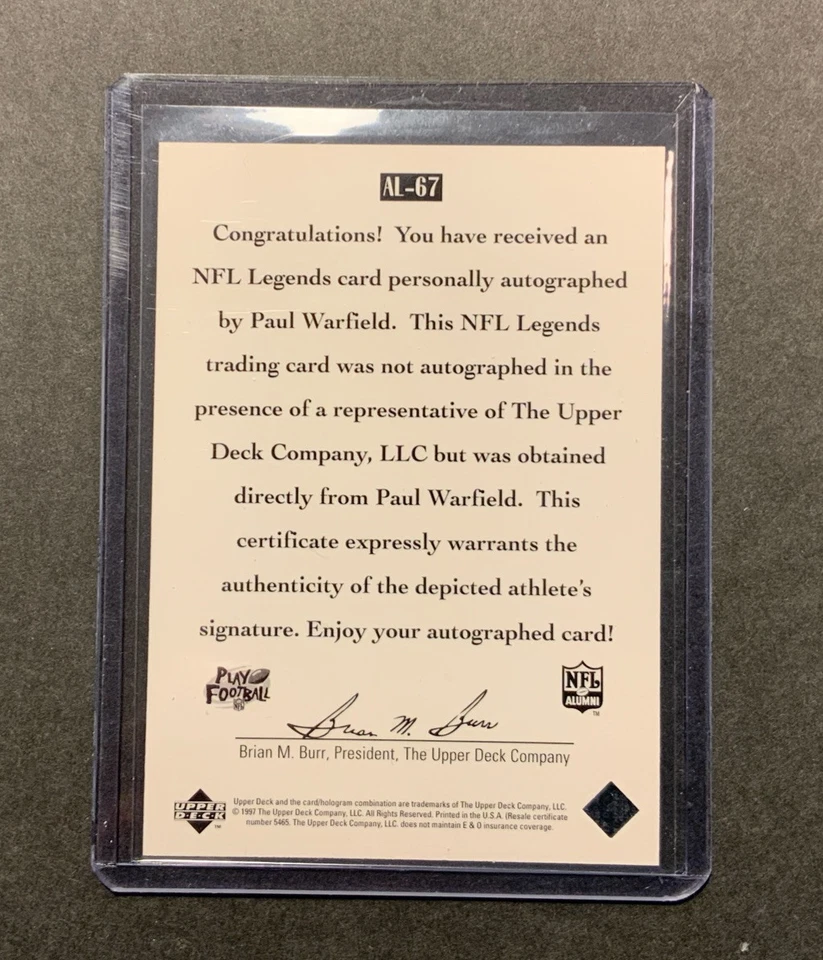 AL-67
Congratulations! You have received an
NFL Legends card personally autographed
by Paul Warfield. This NFL Legends
trading card was not autographed in the
presence of a representative of The Upper
Deck Company, LLC but was obtained
directly from Paul Warfield. This
certificate expressly warrants the
authenticity of the depicted athlete's
signature. Enjoy your autographed card!
PLAY
FOOTBALL
NFL
NFL
ALUMNI
TM
Brian M. Burr
Brian M. Burr, President, The Upper Deck Company
UPPER
D·E·C·K
TM
Upper Deck and the card/hologram combination are trademarks of The Upper Deck Company, LLC.
© 1997 The Upper Deck Company, LLC. All Rights Reserved. Printed in the U.S.A. (Resale certificate
number 5465. The Upper Deck Company, LLC. does not maintain E & O insurance coverage.